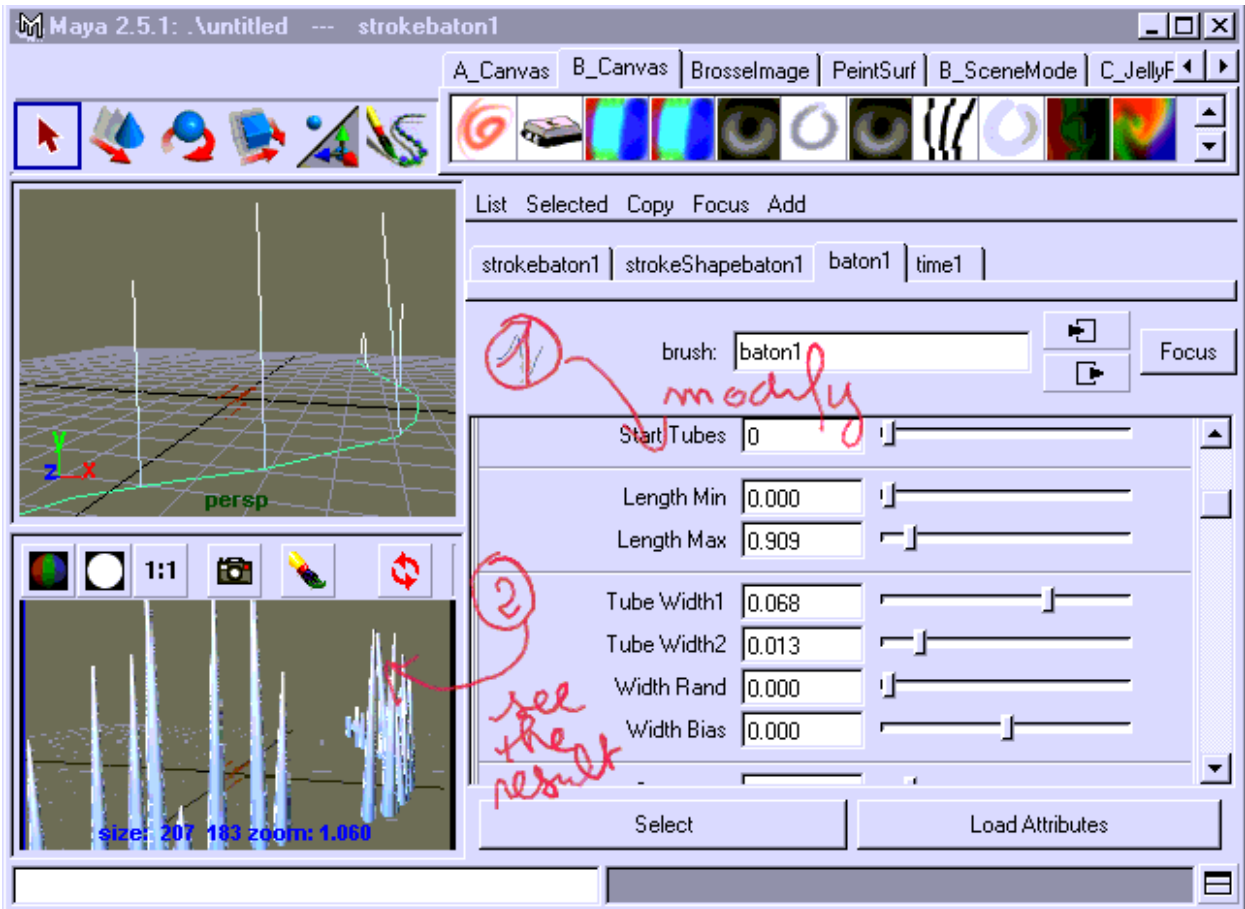 Maya 2.5.1: .\untitled --- strokebaton1
A_Canvas B_Canvas BrosseImage PeintSurf B_SceneMode C_JellyF
List Selected Copy Focus Add
strokebaton1 strokeShapebaton1 baton1 time1
1
brush: baton1
Focus
modify
Start Tubes 0
Length Min 0.000
Length Max 0.909
Tube Width1 0.068
Tube Width2 0.013
Width Rand 0.000
Width Bias 0.000
Select Load Attributes
y
z x
persp
1:1
2
see
the
result
size: 207 183 zoom: 1.060